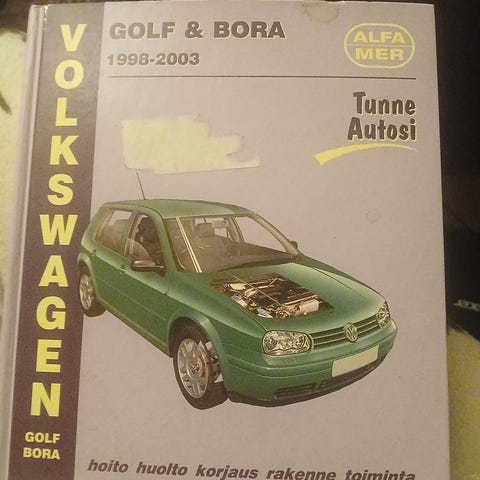 VOLKSWAGEN
GOLF
BORA
GOLF & BORA
1998-2003
ALFA
MER
Tunne
Autosi
hoito huolto korjaus rakenne toiminta